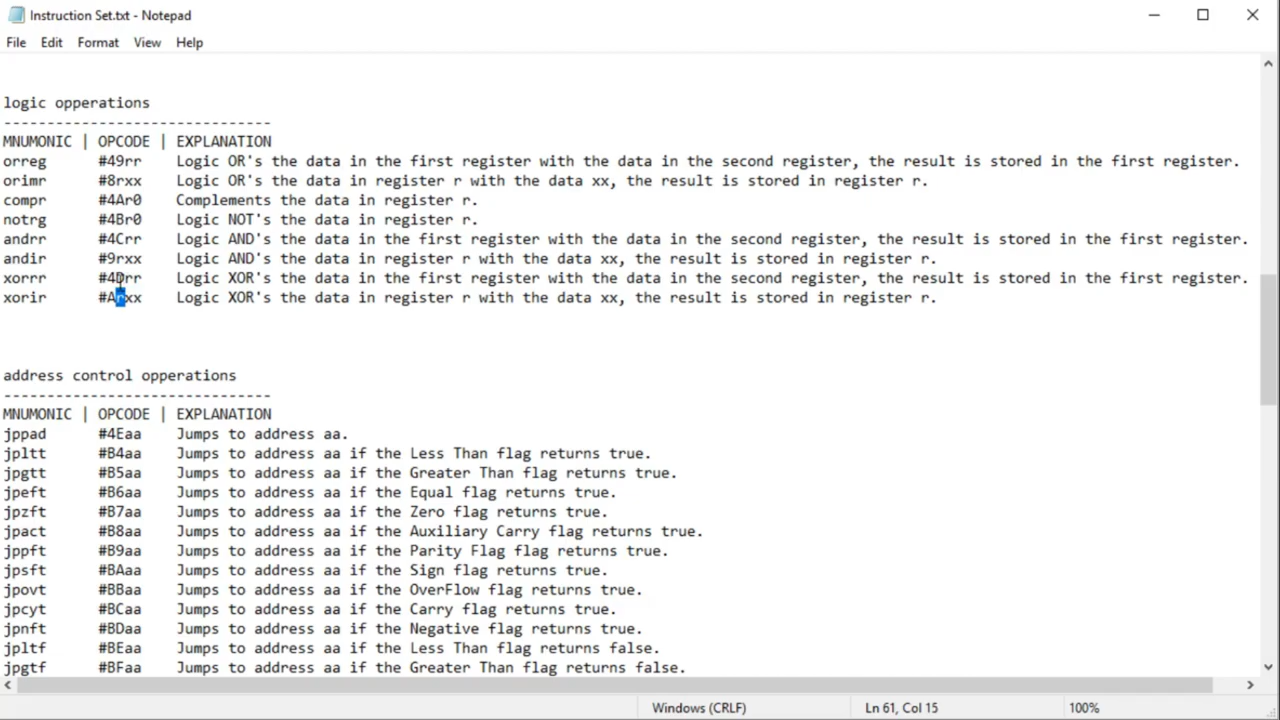 Instruction Set.txt - Notepad
File Edit Format View Help
logic opperations
-------------------------------
MNUMONIC | OPCODE | EXPLANATION
orreg #49rr Logic OR's the data in the first register with the data in the second register, the result is stored in the first register.
orimr #8rxx Logic OR's the data in register r with the data xx, the result is stored in register r.
compr #4Ar0 Complements the data in register r.
notrg #4Br0 Logic NOT's the data in register r.
andrr #4Crr Logic AND's the data in the first register with the data in the second register, the result is stored in the first register.
andir #9rxx Logic AND's the data in register r with the data xx, the result is stored in register r.
xorrr #4Drr Logic XOR's the data in the first register with the data in the second register, the result is stored in the first register.
xorir #Arxx Logic XOR's the data in register r with the data xx, the result is stored in register r.
address control opperations
-------------------------------
MNUMONIC | OPCODE | EXPLANATION
jppad #4Eaa Jumps to address aa.
jpltt #B4aa Jumps to address aa if the Less Than flag returns true.
jpgtt #B5aa Jumps to address aa if the Greater Than flag returns true.
jpeft #B6aa Jumps to address aa if the Equal flag returns true.
jpzft #B7aa Jumps to address aa if the Zero flag returns true.
jpact #B8aa Jumps to address aa if the Auxiliary Carry flag returns true.
jppft #B9aa Jumps to address aa if the Parity Flag flag returns true.
jpsft #BAaa Jumps to address aa if the Sign flag returns true.
jpovt #BBaa Jumps to address aa if the OverFlow flag returns true.
jpcyt #BCaa Jumps to address aa if the Carry flag returns true.
jpnft #BDaa Jumps to address aa if the Negative flag returns true.
jpltf #BEaa Jumps to address aa if the Less Than flag returns false.
jpgtf #BFaa Jumps to address aa if the Greater Than flag returns false.
Windows (CRLF) Ln 61, Col 15 100%